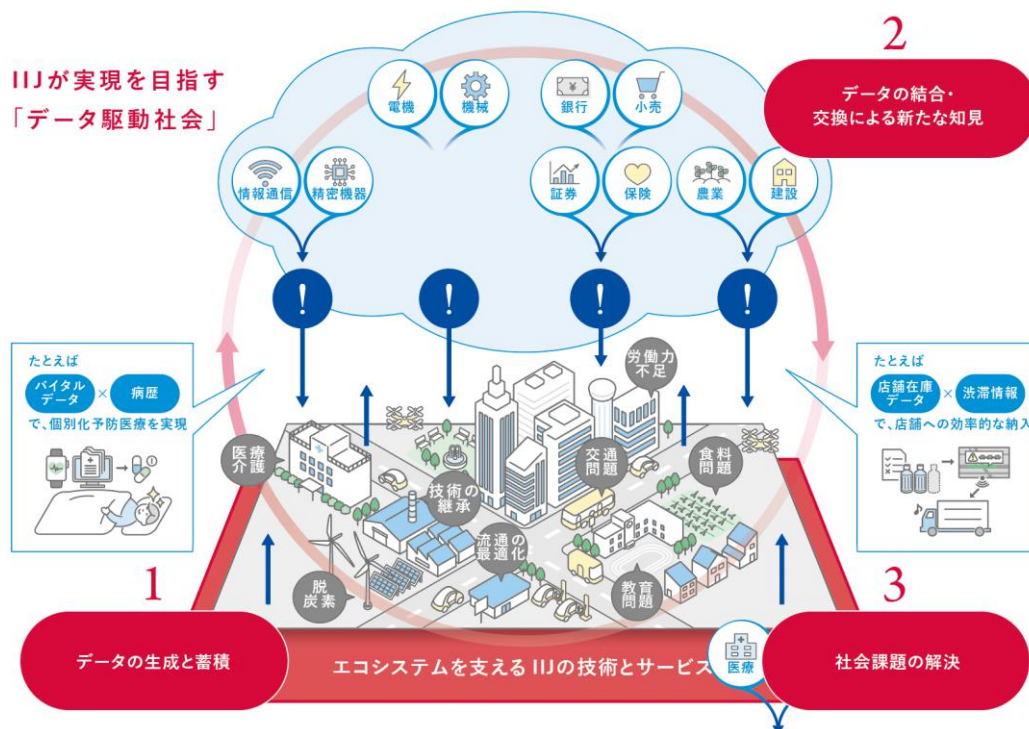 IIJが実現を目指す
「データ駆動社会」
2
データの結合・
交換による新たな知見
電機
機械
銀行
小売
情報通信
精密機器
証券
保険
農業
建設
!
!
!
!
たとえば
バイタル
データ
×
病歴
で、個別化予防医療を実現
たとえば
店舗在庫
データ
×
渋滞情報
で、店舗への効率的な納入
労働力
不足
医療
介護
技術の
継承
交通
問題
食料
問題
流通の
最適化
脱
炭素
教育
問題
1
データの生成と蓄積
エコシステムを支えるIIJの技術とサービス
医療
3
社会課題の解決